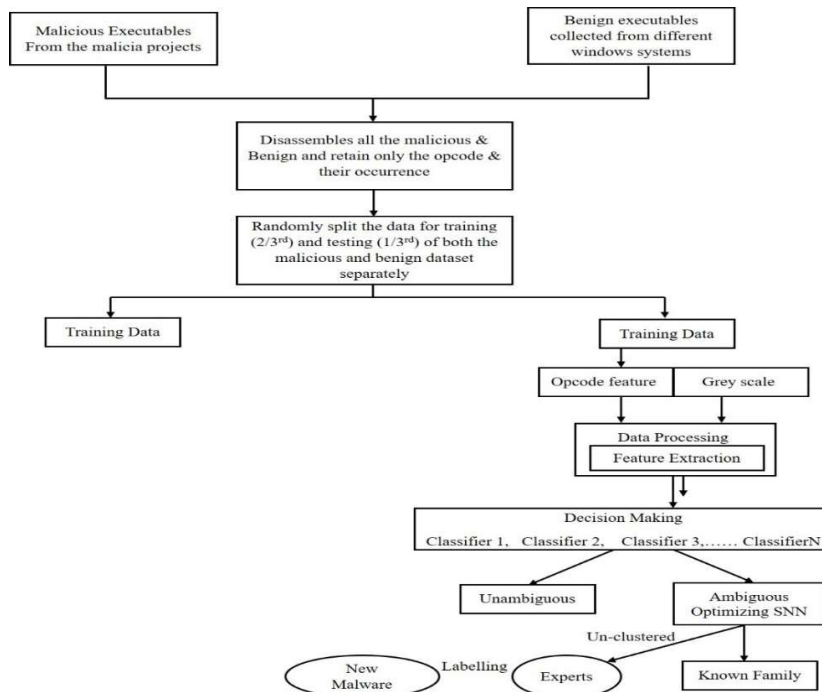 Malicious Executables
From the malicia projects
Benign executables
collected from different
windows systems
Disassembles all the malicious &
Benign and retain only the opcode &
their occurrence
Randomly split the data for training
(2/3rd) and testing (1/3rd) of both the
malicious and benign dataset
separately
Training Data
Training Data
Opcode feature
Grey scale
Data Processing
Feature Extraction
Decision Making
Classifier 1, Classifier 2, Classifier 3,...... ClassifierN
Unambiguous
Ambiguous
Optimizing SNN
Un-clustered
New
Malware
Labelling
Experts
Known Family